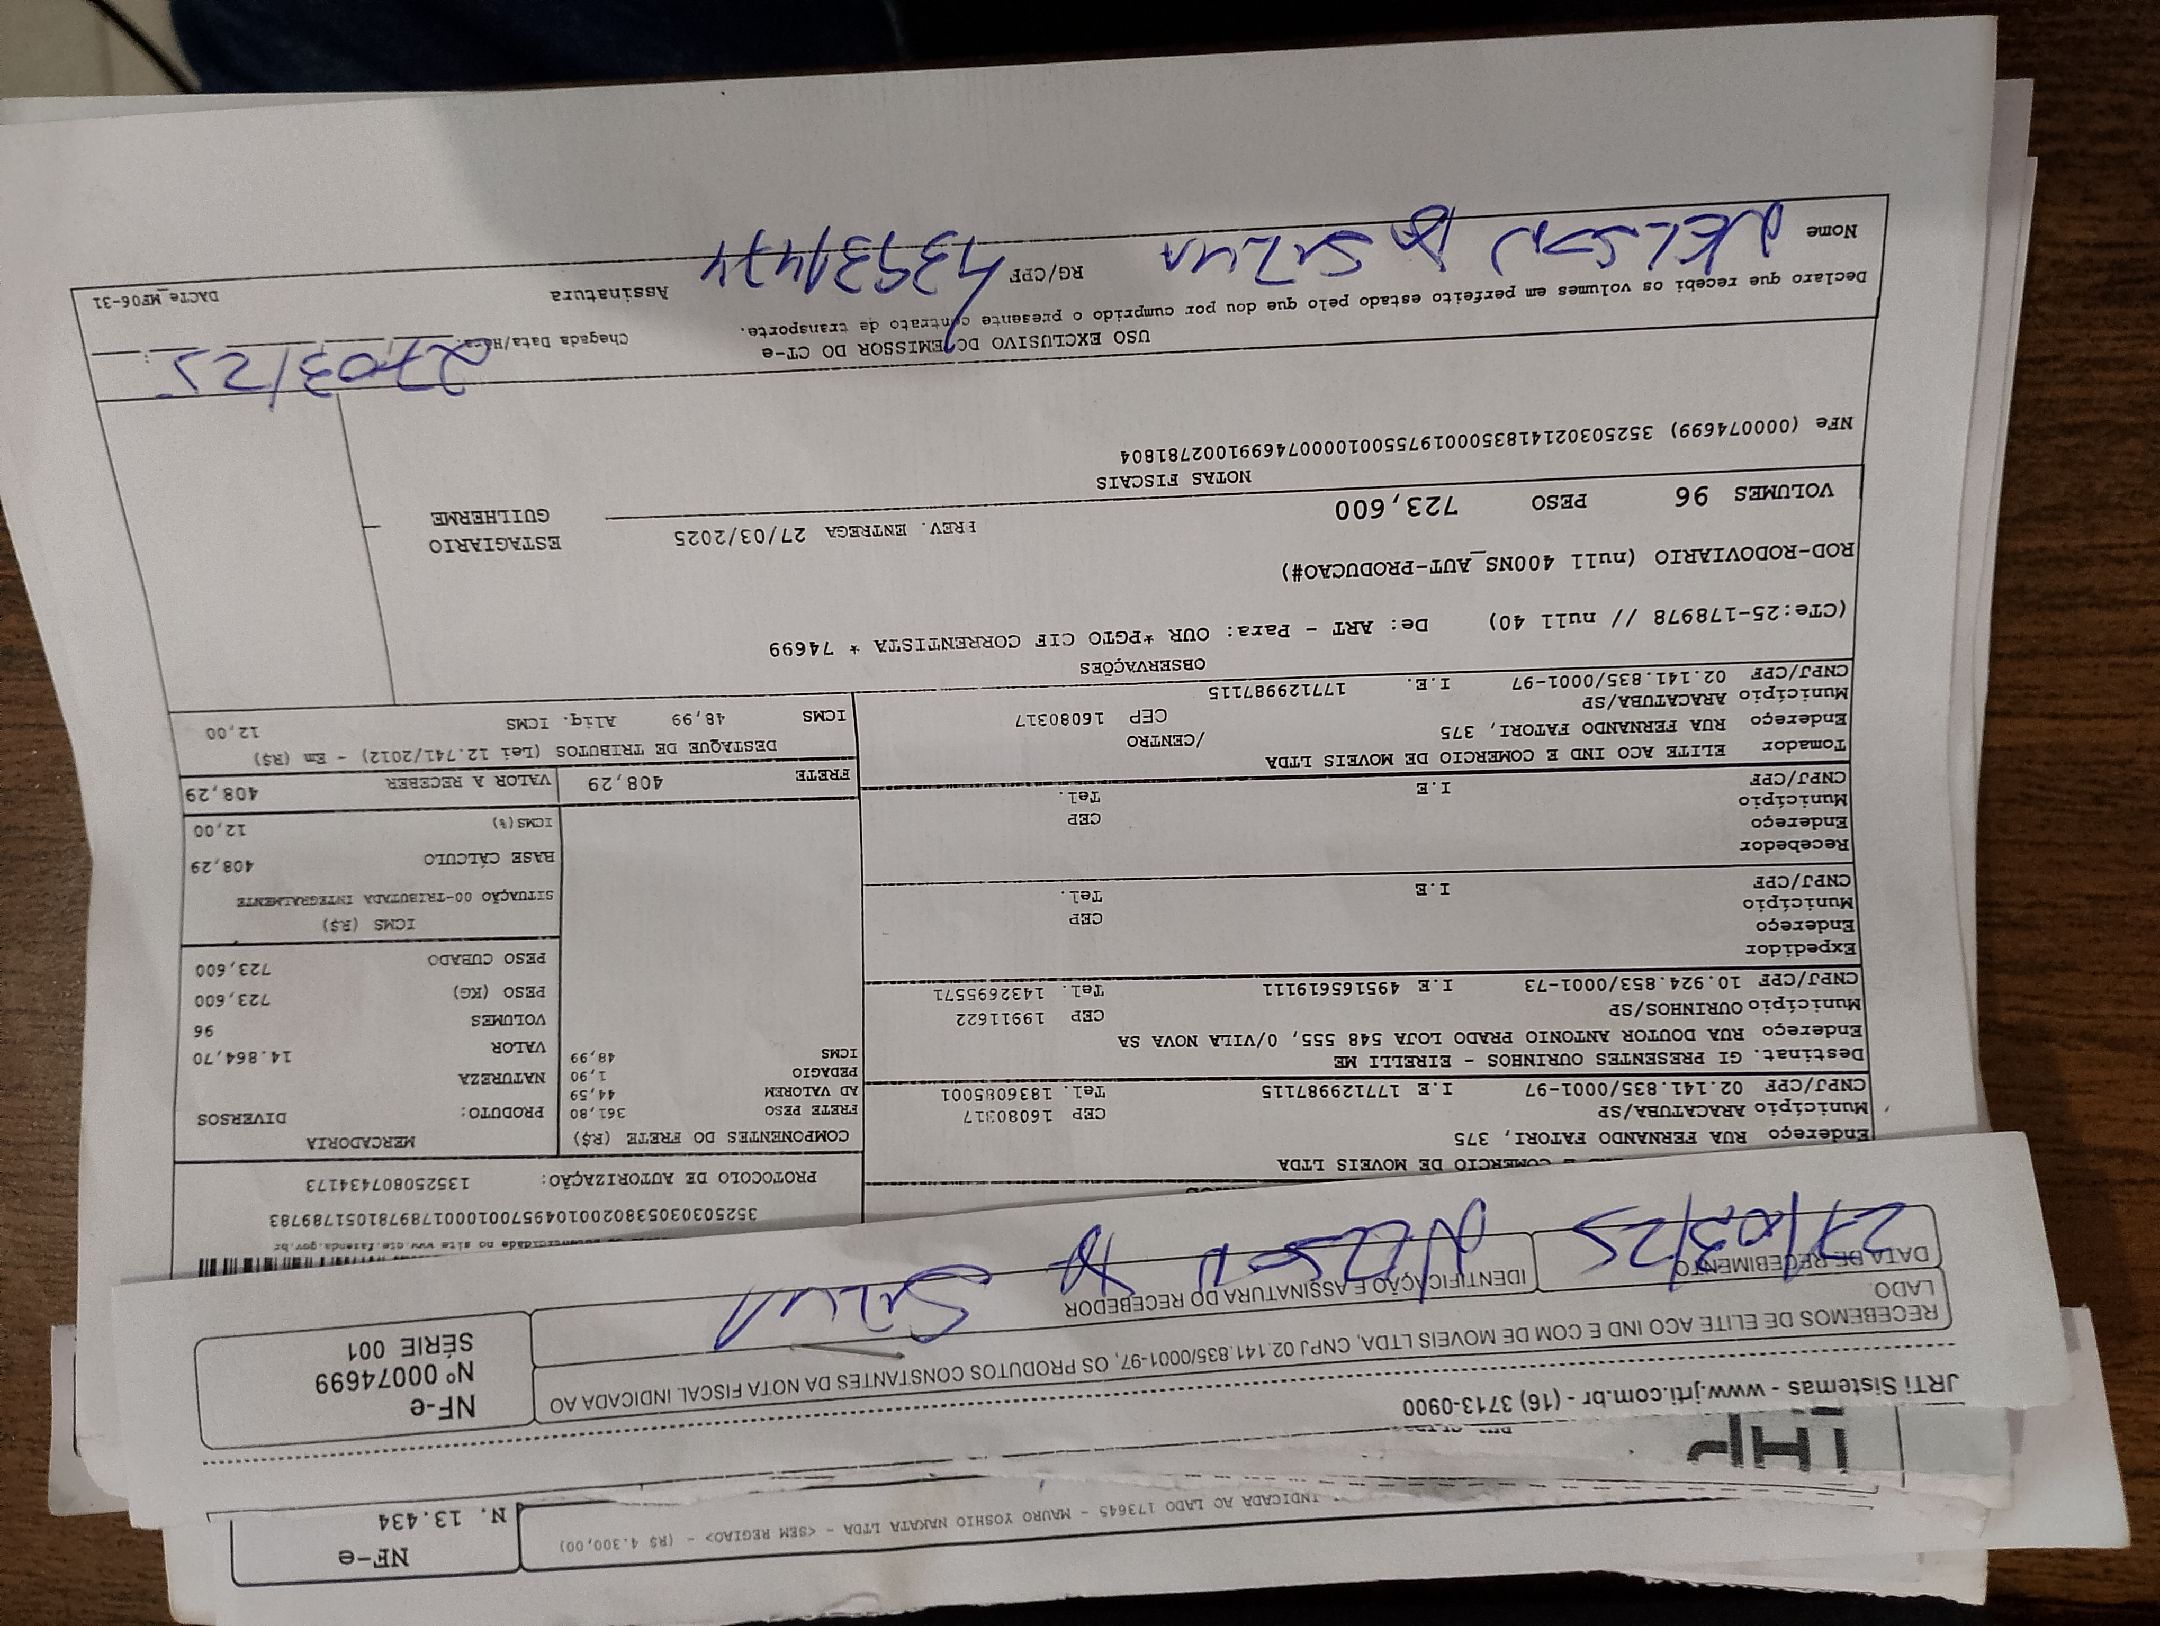 N. 13.434
NF-e
INDICADA AO LADO 173645 - MAURO YOSHIO NAKATA LTDA - <SEM REGIAO> - (R$ 4.300,00)
JRTi Sistemas - www.jrti.com.br - (16) 3713-0900
RECEBEMOS DE ELITE ACO IND E COM DE MOVEIS LTDA, CNPJ 02.141.835/0001-97, OS PRODUTOS CONSTANTES DA NOTA FISCAL INDICADA AO
LADO
DATA DE RECEBIMENTO
27/03/25
IDENTIFICAÇÃO E ASSINATURA DO RECEBEDOR
NF-e
Nº 00074699
SÉRIE 001
35250303053802001049570010001789781051789783
PROTOCOLO DE AUTORIZAÇÃO: 135250807434173
COMERCIO DE MOVEIS LTDA
Endereço RUA FERNANDO FATORI, 375
Município ARACATUBA/SP CEP 16080317
CNPJ/CPF 02.141.835/0001-97 I.E 177129987115 Tel. 1836085001
Destinat. GI PRESENTES OURINHOS - EIRELLI ME
Endereço RUA DOUTOR ANTONIO PRADO LOJA 548 555, 0/VILA NOVA SA
Município OURINHOS/SP CEP 19911622
CNPJ/CPF 10.924.853/0001-73 I.E 495165619111 Tel. 1432695571
Expedidor
Endereço
Município CEP
CNPJ/CPF I.E Tel.
Recebedor
Endereço
Município CEP
CNPJ/CPF I.E Tel.
Tomador ELITE ACO IND E COMERCIO DE MOVEIS LTDA
Endereço RUA FERNANDO FATORI, 375 /CENTRO
Município ARACATUBA/SP CEP 16080317
CNPJ/CPF 02.141.835/0001-97 I.E. 177129987115
COMPONENTES DO FRETE (R$)
FRETE PESO 361,80
AD VALOREM 44,59
PEDAGIO 1,90
ICMS 48,99
MERCADORIA
PRODUTO: DIVERSOS
NATUREZA
VALOR 14.864,70
VOLUMES 96
PESO (KG) 723,600
PESO CUBADO 723,600
ICMS (R$)
SITUAÇÃO 00-TRIBUTADA INTEGRALMENTE
BASE CÁLCULO 408,29
ICMS(%) 12,00
FRETE 408,29 VALOR A RECEBER 408,29
DESTAQUE DE TRIBUTOS (Lei 12.741/2012) - Em (R$)
ICMS 48,99 Aliq. ICMS 12,00
OBSERVAÇÕES
(CTe:25-178978 // null 40) De: ART - Para: OUR *PGTO CIF CORRENTISTA * 74699
ROD-RODOVIARIO (null 400NS_AUT-PRODUCAO#)
PREV. ENTREGA 27/03/2025
ESTAGIARIO
GUILHERME
VOLUMES 96 PESO 723,600
NOTAS FISCAIS
NFe (000074699) 35250302141835000197550010000746991002781804
USO EXCLUSIVO DO EMISSOR DO CT-e
Declaro que recebi os volumes em perfeito estado pelo que dou por cumprido o presente contrato de transporte.
Chegada Data/Hora:
27/03/25
Nome NELSON
RG/CPF
Assinatura
DACTe_MF06-31